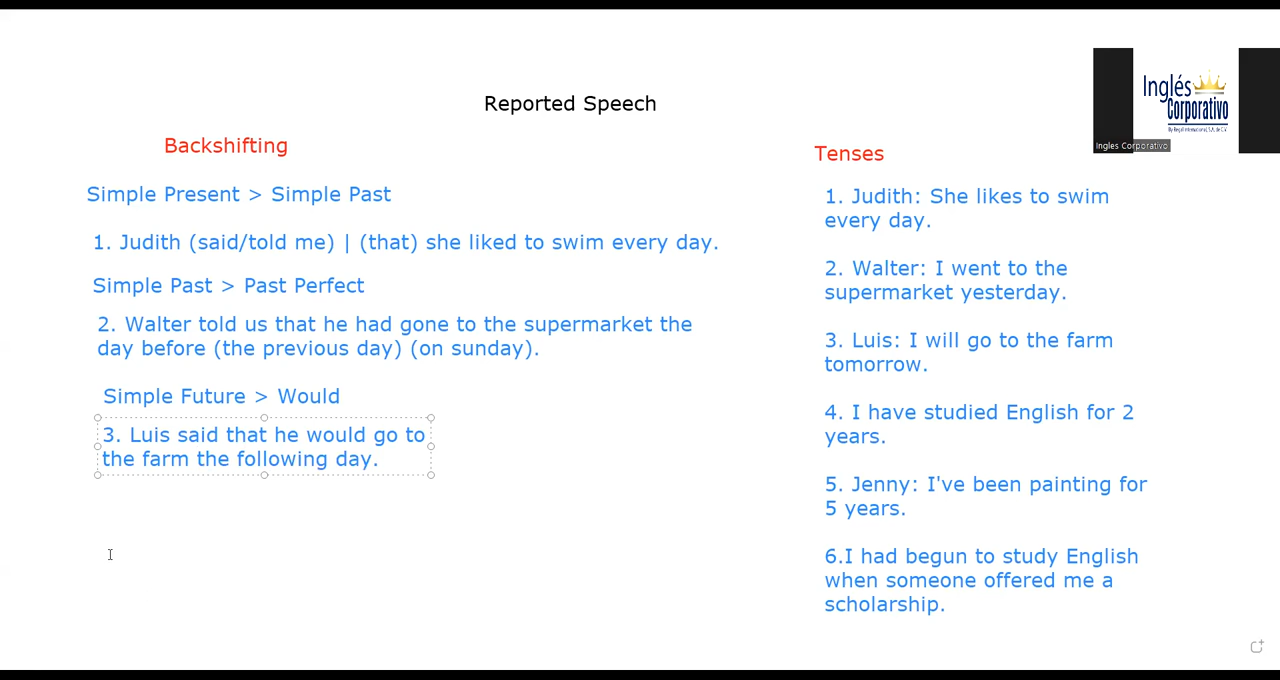 Reported Speech
Backshifting
Simple Present > Simple Past
1. Judith (said/told me) | (that) she liked to swim every day.
Simple Past > Past Perfect
2. Walter told us that he had gone to the supermarket the
day before (the previous day) (on sunday).
Simple Future > Would
3. Luis said that he would go to
the farm the following day.
Tenses
1. Judith: She likes to swim
every day.
2. Walter: I went to the
supermarket yesterday.
3. Luis: I will go to the farm
tomorrow.
4. I have studied English for 2
years.
5. Jenny: I've been painting for
5 years.
6.I had begun to study English
when someone offered me a
scholarship.
Inglés
Corporativo
Ingles Corporativo